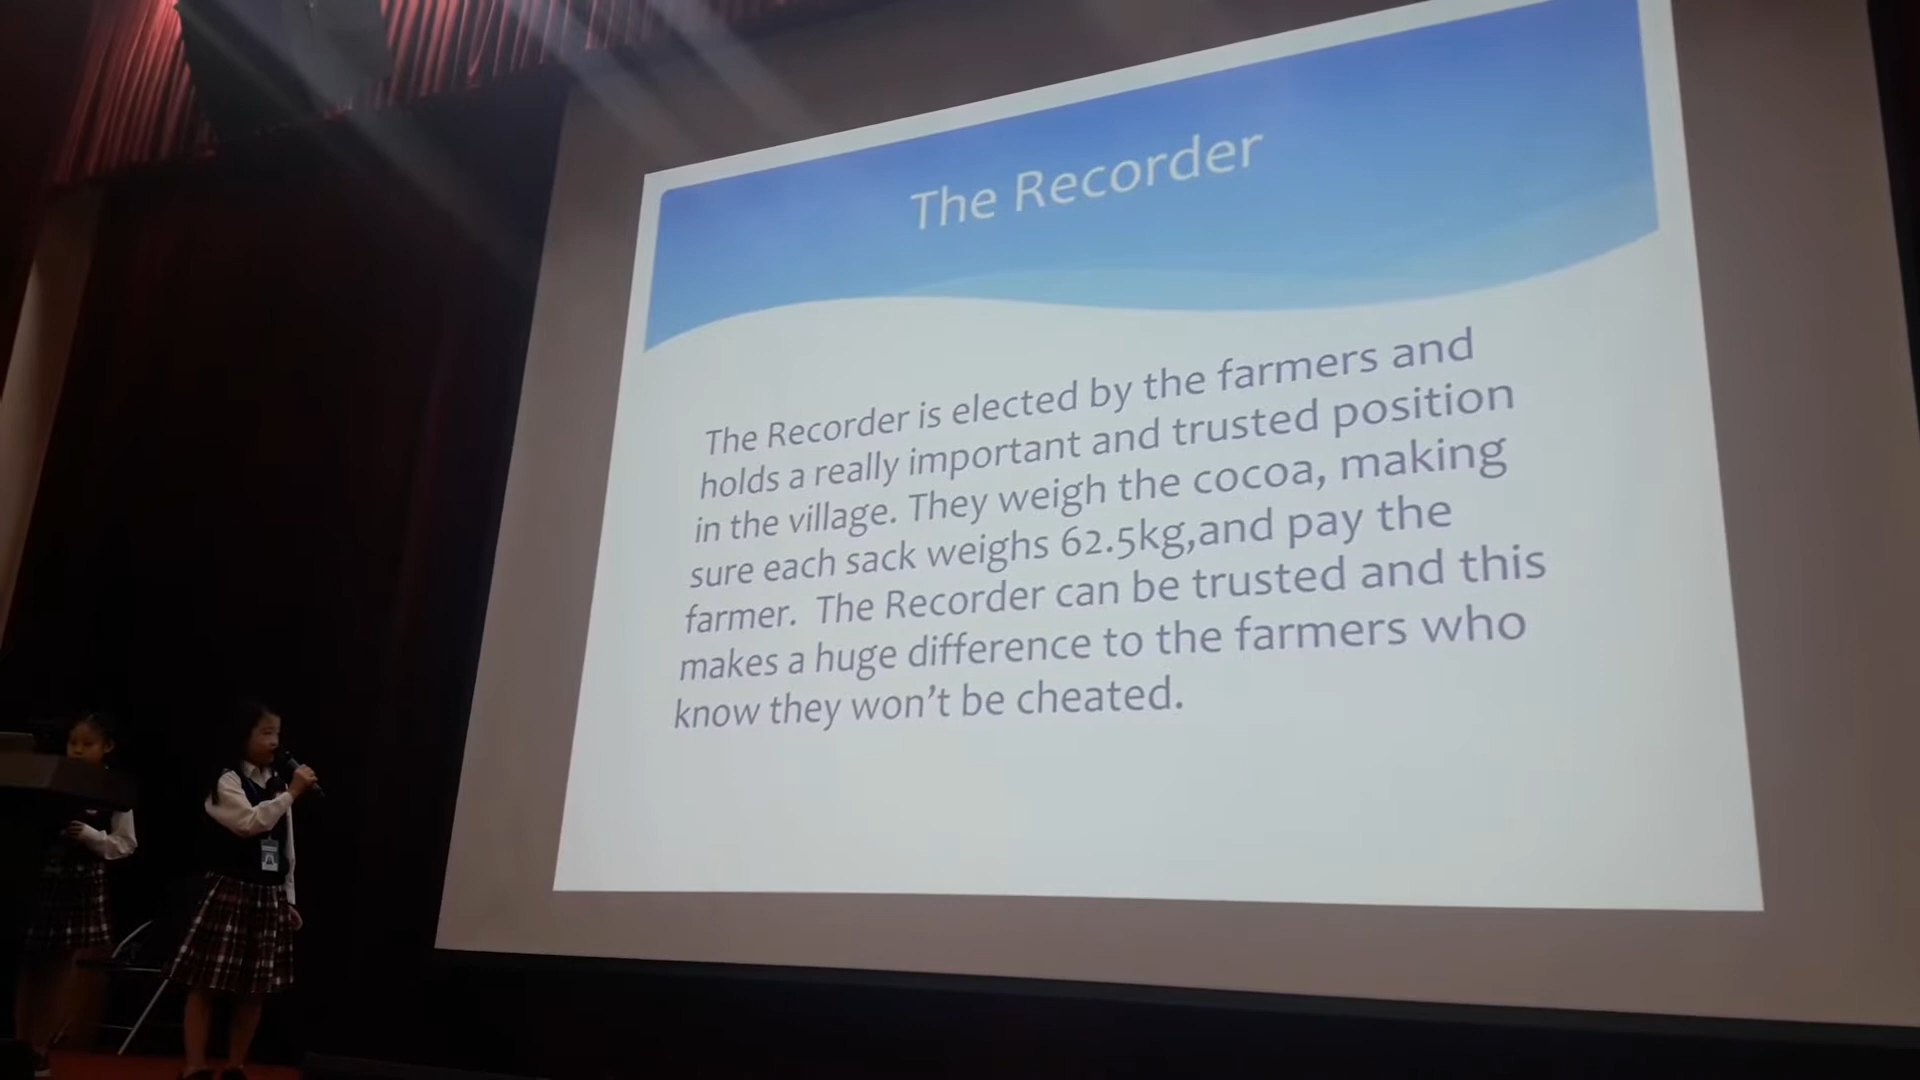 The Recorder
The Recorder is elected by the farmers and
holds a really important and trusted position
in the village. They weigh the cocoa, making
sure each sack weighs 62.5kg,and pay the
farmer. The Recorder can be trusted and this
makes a huge difference to the farmers who
know they won't be cheated.